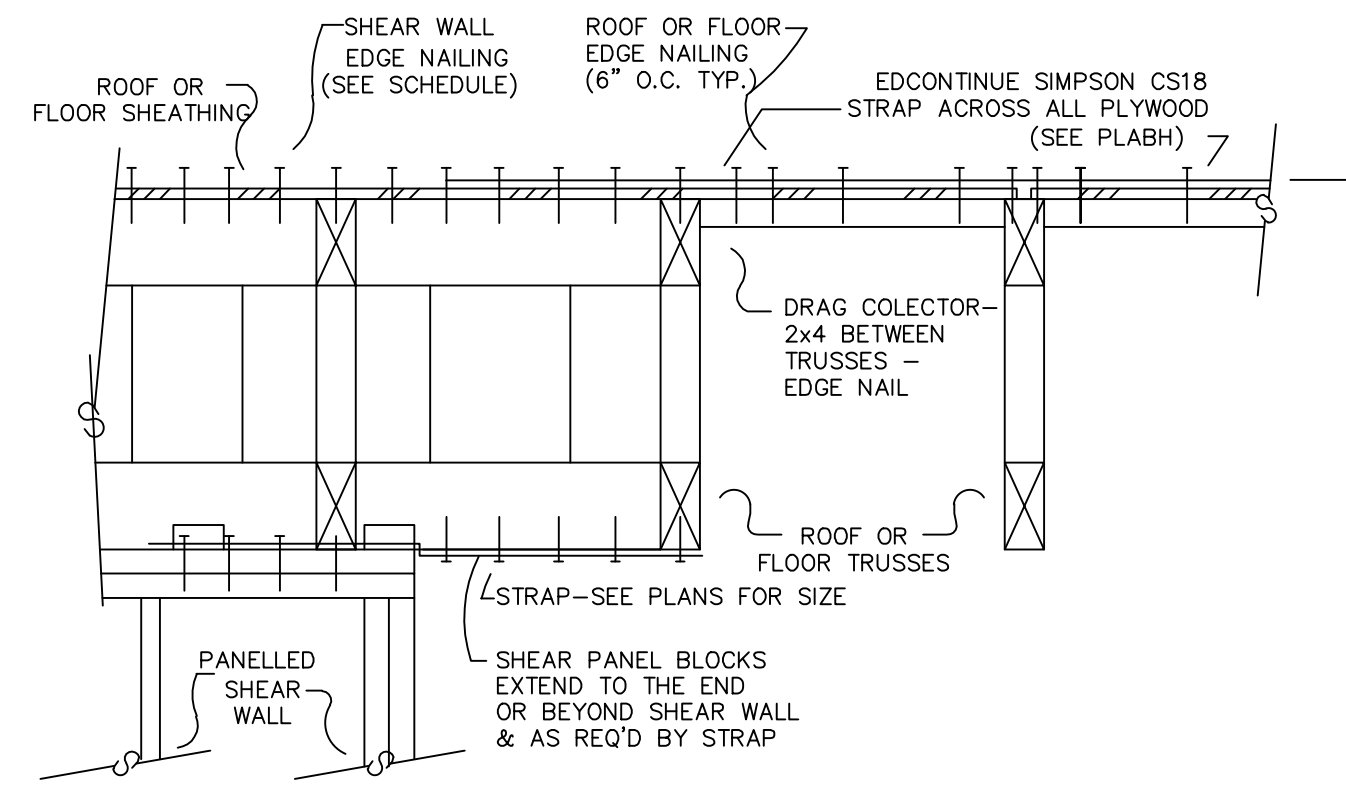 SHEAR WALL
EDGE NAILING
(SEE SCHEDULE)
ROOF OR FLOOR
EDGE NAILING
(6" O.C. TYP.)
ROOF OR
FLOOR SHEATHING
EDCONTINUE SIMPSON CS18
STRAP ACROSS ALL PLYWOOD
(SEE PLABH)
DRAG COLECTOR-
2x4 BETWEEN
TRUSSES -
EDGE NAIL
ROOF OR
FLOOR TRUSSES
STRAP-SEE PLANS FOR SIZE
SHEAR PANEL BLOCKS
EXTEND TO THE END
OR BEYOND SHEAR WALL
& AS REQ'D BY STRAP
PANELLED
SHEAR
WALL